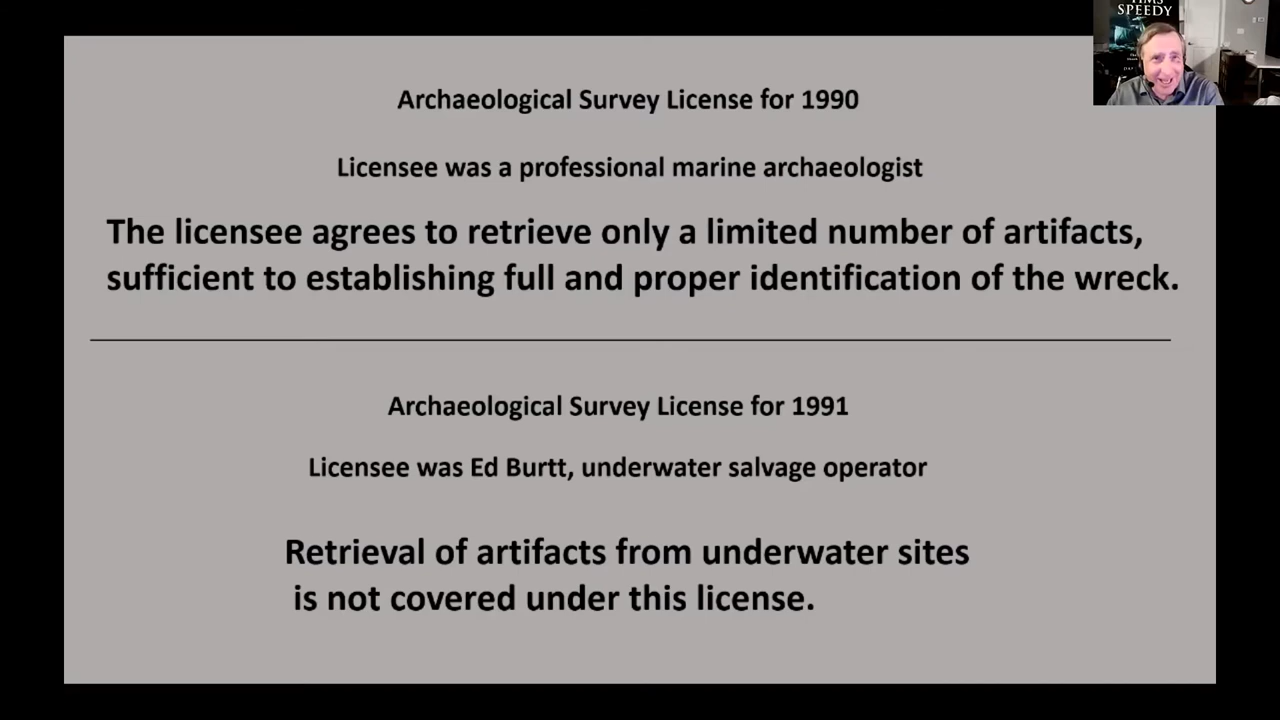 HMS
SPEEDY
Archaeological Survey License for 1990
Licensee was a professional marine archaeologist
The licensee agrees to retrieve only a limited number of artifacts,
sufficient to establishing full and proper identification of the wreck.
Archaeological Survey License for 1991
Licensee was Ed Burtt, underwater salvage operator
Retrieval of artifacts from underwater sites
is not covered under this license.